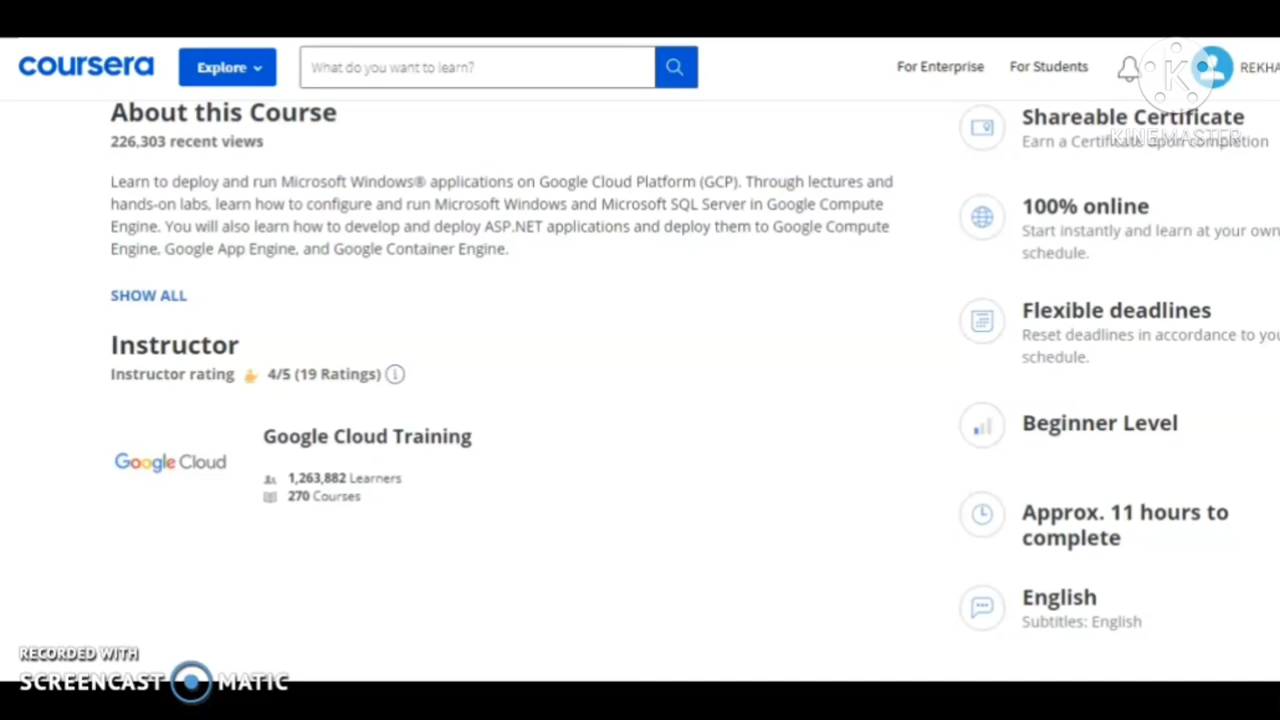 coursera
Explore
What do you want to learn?
For Enterprise
For Students
REKHA
KINEMASTER
About this Course
226,303 recent views
Learn to deploy and run Microsoft Windows® applications on Google Cloud Platform (GCP). Through lectures and
hands-on labs, learn how to configure and run Microsoft Windows and Microsoft SQL Server in Google Compute
Engine. You will also learn how to develop and deploy ASP.NET applications and deploy them to Google Compute
Engine, Google App Engine, and Google Container Engine.
SHOW ALL
Instructor
Instructor rating 4/5 (19 Ratings)
Google Cloud
Google Cloud Training
1,263,882 Learners
270 Courses
Shareable Certificate
Earn a Certificate upon completion
100% online
Start instantly and learn at your own
schedule.
Flexible deadlines
Reset deadlines in accordance to you
schedule.
Beginner Level
Approx. 11 hours to
complete
English
Subtitles: English
RECORDED WITH
SCREENCAST MATIC